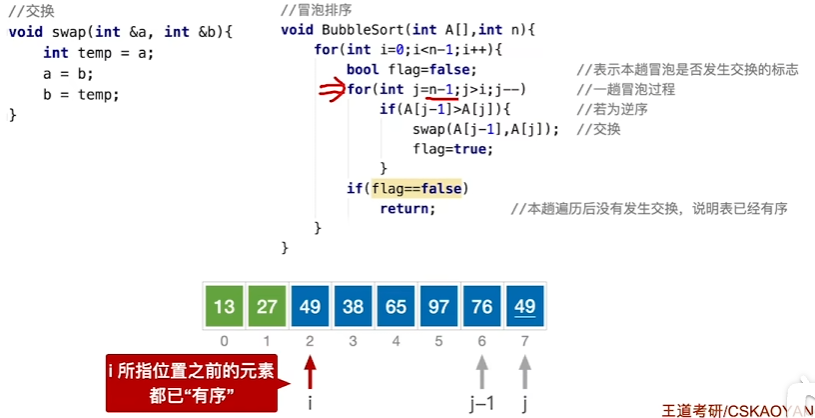 //交换
void swap(int &a, int &b){
    int temp = a;
    a = b;
    b = temp;
}
//冒泡排序
void BubbleSort(int A[],int n){
    for(int i=0;i<n-1;i++){
        bool flag=false;    //表示本趟冒泡是否发生交换的标志
        for(int j=n-1;j>i;j--)    //一趟冒泡过程
            if(A[j-1]>A[j]){    //若为逆序
                swap(A[j-1],A[j]);    //交换
                flag=true;
            }
        if(flag==false)
            return;    //本趟遍历后没有发生交换，说明表已经有序
    }
}
13 27 49 38 65 97 76 49
0 1 2 3 4 5 6 7
i 所指位置之前的元素
都已“有序”
i j-1 j
王道考研/CSKAOYAN